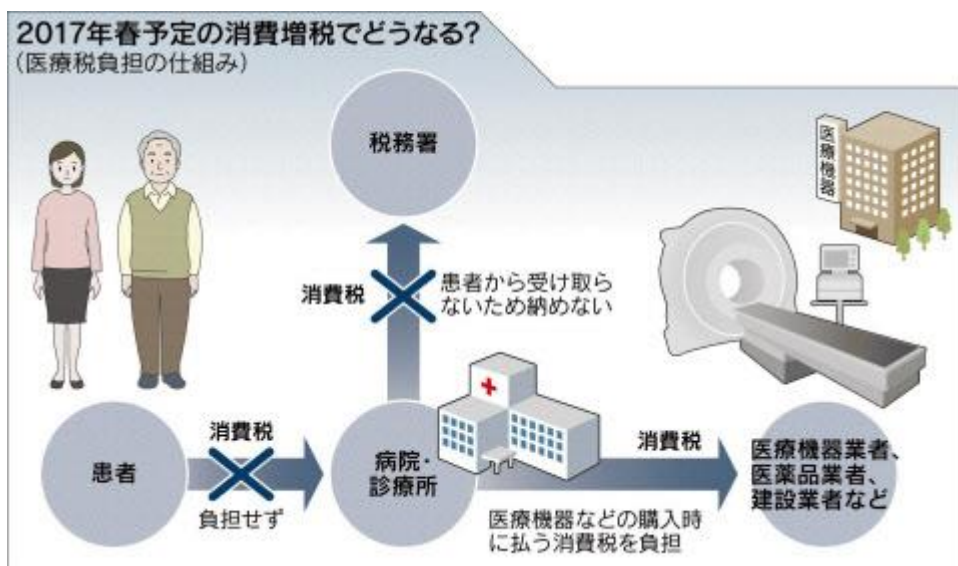 2017年春予定の消費増税でどうなる?
(医療税負担の仕組み)
税務署
医療機器
消費税
患者から受け取ら
ないため納めない
患者
消費税
負担せず
病院・
診療所
消費税
医療機器などの購入時
に払う消費税を負担
医療機器業者、
医薬品業者、
建設業者など